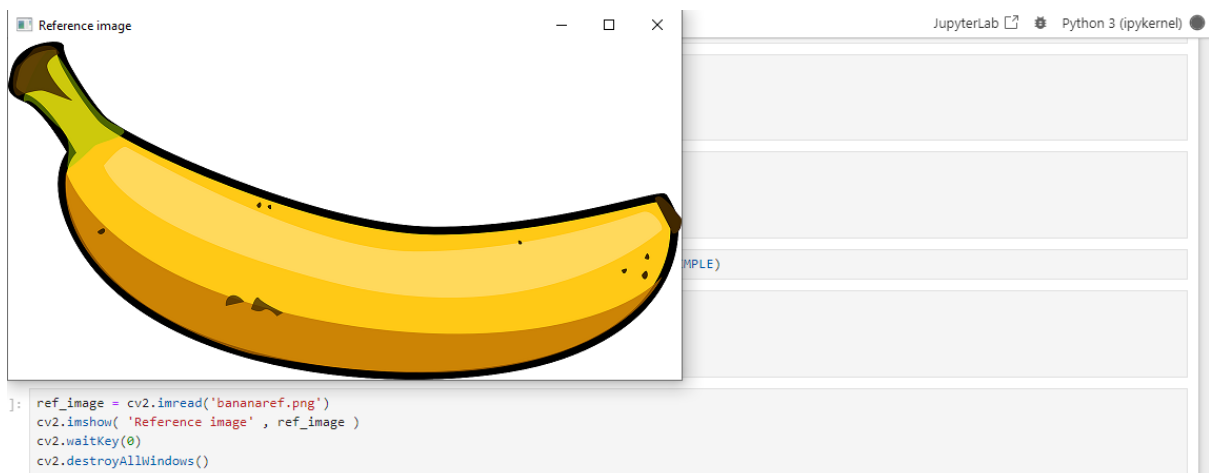 Reference image
JupyterLab Python 3 (ipykernel)
MPLE)
]:
ref_image = cv2.imread('bananaref.png')
cv2.imshow( 'Reference image' , ref_image )
cv2.waitKey(0)
cv2.destroyAllWindows()